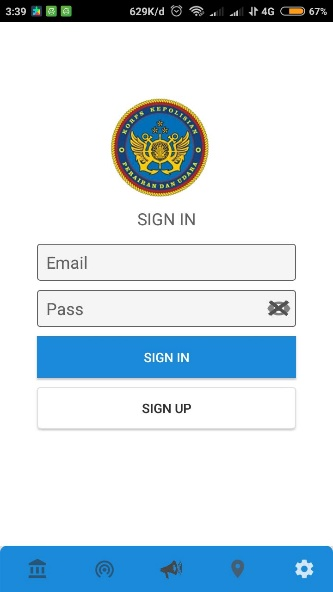 3:39
629K/d
4G
67%
KORPS KEPOLISIAN
PERAIRAN DAN UDARA
SIGN IN
Email
Pass
SIGN IN
SIGN UP